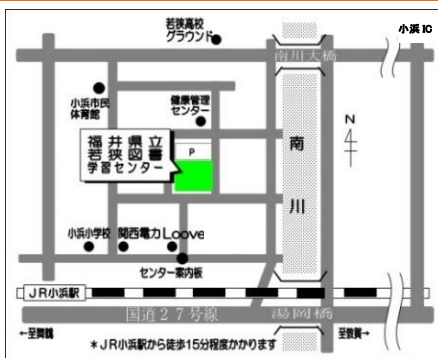 若狭高校
グラウンド
小浜IC
南川大橋
小浜市民
体育館
健康管理
センター
福井県立
若狭図書
学習センター
P
N
南
川
小浜小学校
関西電力Loove
センター案内板
JR小浜駅
国道27号線
湯岡橋
←至舞鶴
至敦賀→
*JR小浜駅から徒歩15分程度かかります